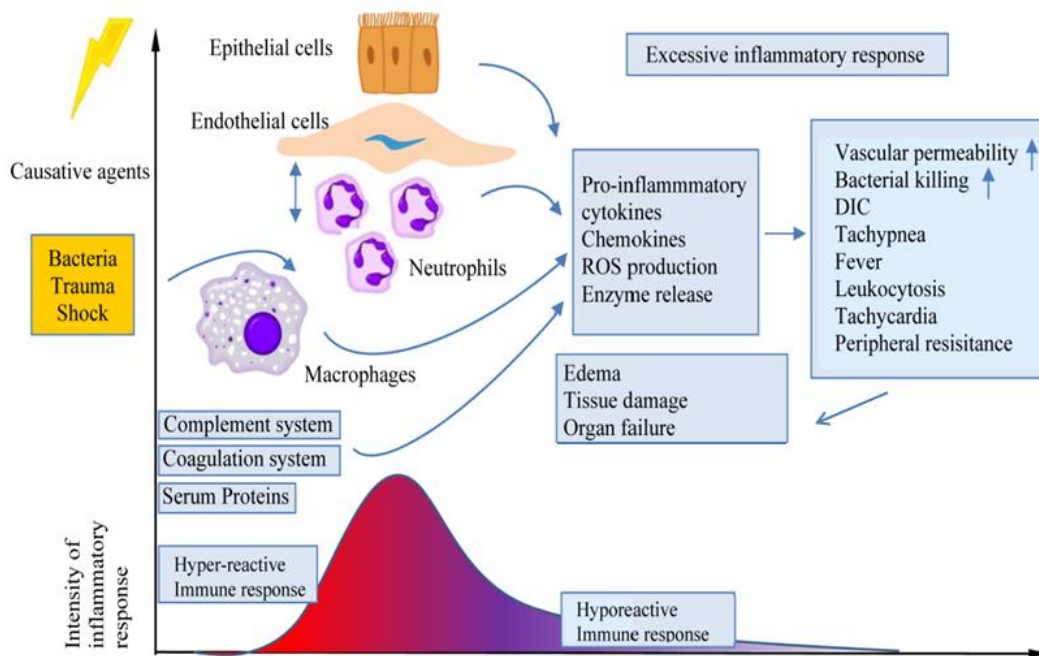 Epithelial cells
Excessive inflammatory response
Endothelial cells
Causative agents
Bacteria
Trauma
Shock
Neutrophils
Macrophages
Pro-inflammmatory
cytokines
Chemokines
ROS production
Enzyme release
Vascular permeability
Bacterial killing
DIC
Tachypnea
Fever
Leukocytosis
Tachycardia
Peripheral resisitance
Edema
Tissue damage
Organ failure
Complement system
Coagulation system
Serum Proteins
Intensity of
inflammatory
response
Hyper-reactive
Immune response
Hyporeactive
Immune response